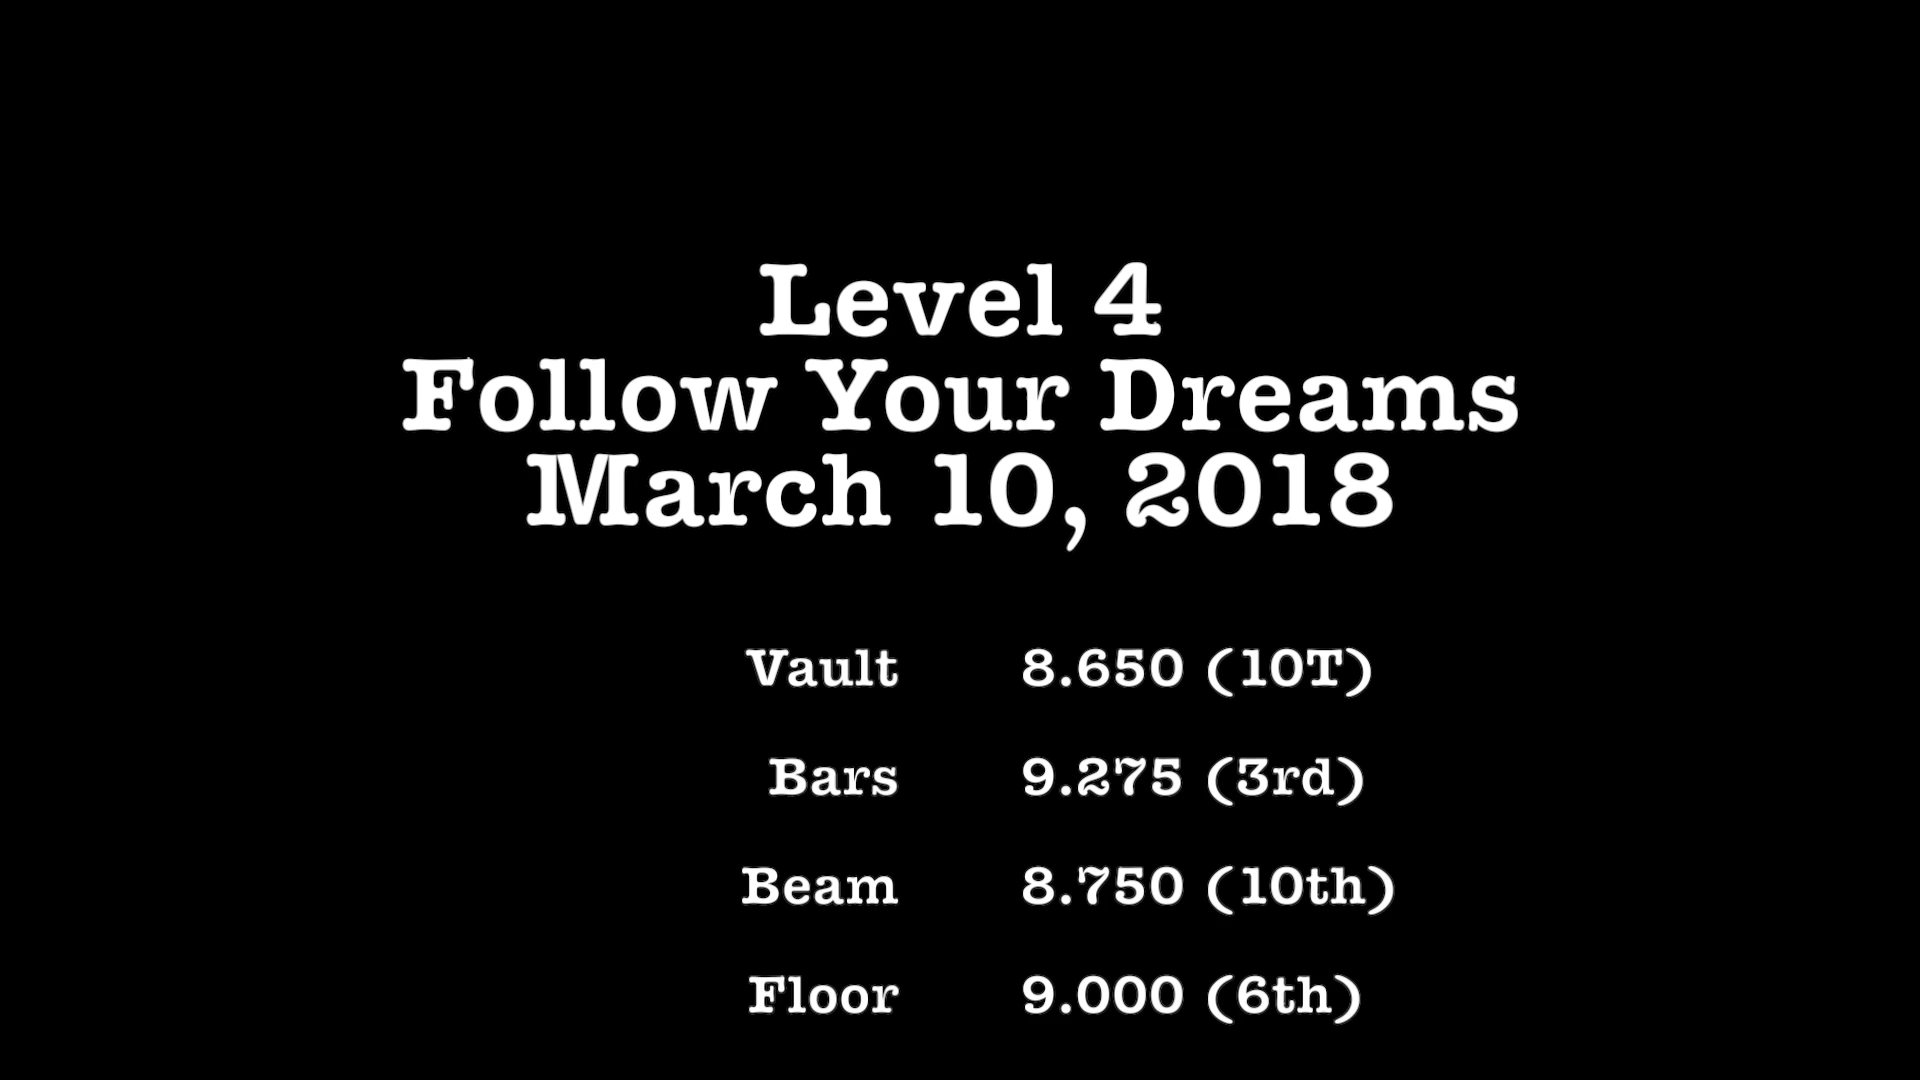 Level 4
Follow Your Dreams
March 10, 2018
Vault 8.650 (10T)
Bars 9.275 (3rd)
Beam 8.750 (10th)
Floor 9.000 (6th)